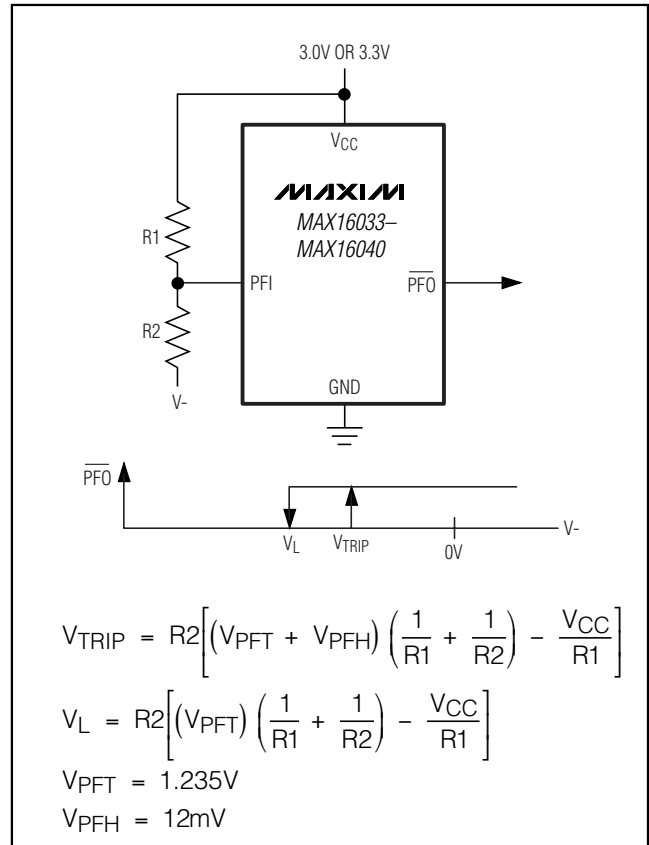 3.0V OR 3.3V
VCC
MAXIM
MAX16033–
MAX16040
R1
PFI
PFO
R2
GND
V-
PFO
VL
VTRIP
0V
V-
VTRIP = R2[(VPFT + VPFH) (1/R1 + 1/R2) – VCC/R1]
VL = R2[(VPFT) (1/R1 + 1/R2) – VCC/R1]
VPFT = 1.235V
VPFH = 12mV